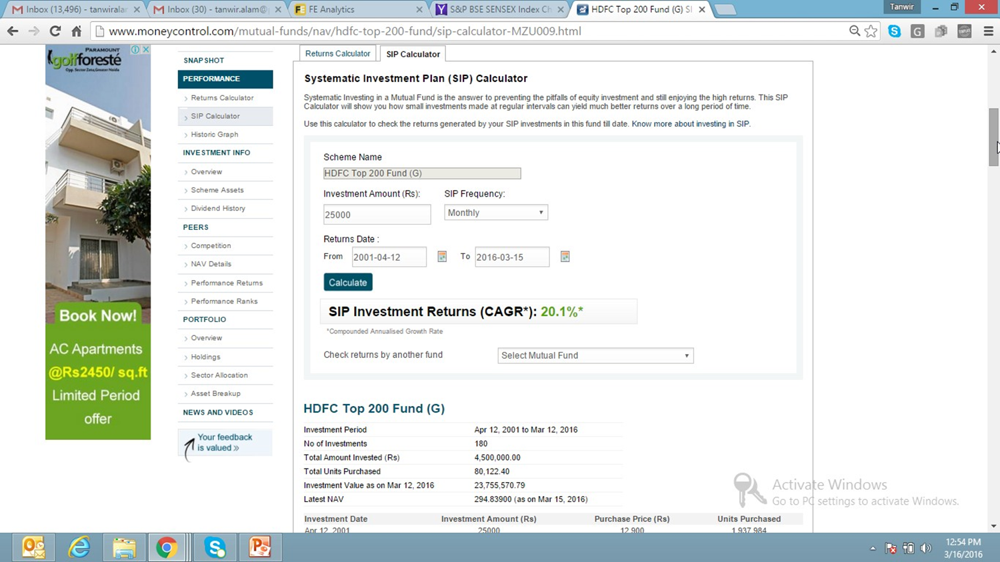 Inbox (13,496) - tanwiralar
Inbox (30) - tanwir.alam@
FE Analytics
S&P BSE SENSEX Index Ch
HDFC Top 200 Fund (G) SI
Tanwir
www.moneycontrol.com/mutual-funds/nav/hdfc-top-200-fund/sip-calculator-MZU009.html
PARAMOUNT
golfforesté
Opp. Sector Zeta, Greater Noida
Book Now!
AC Apartments
@Rs2450/ sq.ft
Limited Period
offer
SNAPSHOT
PERFORMANCE
Returns Calculator
SIP Calculator
Historic Graph
INVESTMENT INFO
Overview
Scheme Assets
Dividend History
PEERS
Competition
NAV Details
Performance Returns
Performance Ranks
PORTFOLIO
Overview
Holdings
Sector Allocation
Asset Breakup
NEWS AND VIDEOS
Your feedback
is valued »
Returns Calculator
SIP Calculator
Systematic Investment Plan (SIP) Calculator
Systematic Investing in a Mutual Fund is the answer to preventing the pitfalls of equity investment and still enjoying the high returns. This SIP
Calculator will show you how small investments made at regular intervals can yield much better returns over a long period of time.
Use this calculator to check the returns generated by your SIP investments in this fund till date. Know more about investing in SIP.
Scheme Name
HDFC Top 200 Fund (G)
Investment Amount (Rs): SIP Frequency:
25000 Monthly
Returns Date :
From 2001-04-12 To 2016-03-15
Calculate
SIP Investment Returns (CAGR*): 20.1%*
*Compounded Annualised Growth Rate
Check returns by another fund Select Mutual Fund
HDFC Top 200 Fund (G)
Investment Period Apr 12, 2001 to Mar 12, 2016
No of Investments 180
Total Amount Invested (Rs) 4,500,000.00
Total Units Purchased 80,122.40
Investment Value as on Mar 12, 2016 23,755,570.79
Latest NAV 294.83900 (as on Mar 15, 2016)
Investment Date Investment Amount (Rs) Purchase Price (Rs) Units Purchased
Apr 12, 2001 25000 12.900 1,937.984
Activate Windows
Go to PC settings to activate Windows.
12:54 PM
3/16/2016